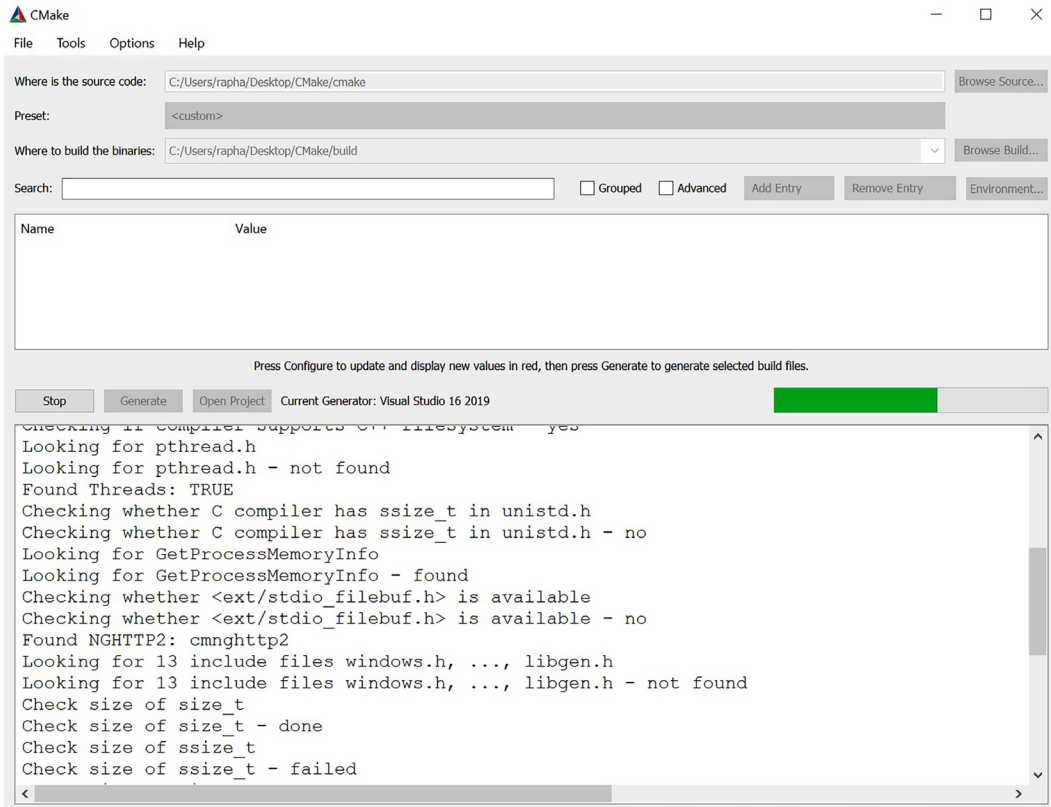 CMake
File Tools Options Help
Where is the source code: C:/Users/rapha/Desktop/CMake/cmake Browse Source...
Preset: <custom>
Where to build the binaries: C:/Users/rapha/Desktop/CMake/build Browse Build...
Search: Grouped Advanced Add Entry Remove Entry Environment...
Name Value
Press Configure to update and display new values in red, then press Generate to generate selected build files.
Stop Generate Open Project Current Generator: Visual Studio 16 2019
Checking if compiler supports C++ filesystem - yes
Looking for pthread.h
Looking for pthread.h - not found
Found Threads: TRUE
Checking whether C compiler has ssize_t in unistd.h
Checking whether C compiler has ssize_t in unistd.h - no
Looking for GetProcessMemoryInfo
Looking for GetProcessMemoryInfo - found
Checking whether <ext/stdio_filebuf.h> is available
Checking whether <ext/stdio_filebuf.h> is available - no
Found NGHTTP2: cmnghttp2
Looking for 13 include files windows.h, ..., libgen.h
Looking for 13 include files windows.h, ..., libgen.h - not found
Check size of size_t
Check size of size_t - done
Check size of ssize_t
Check size of ssize_t - failed